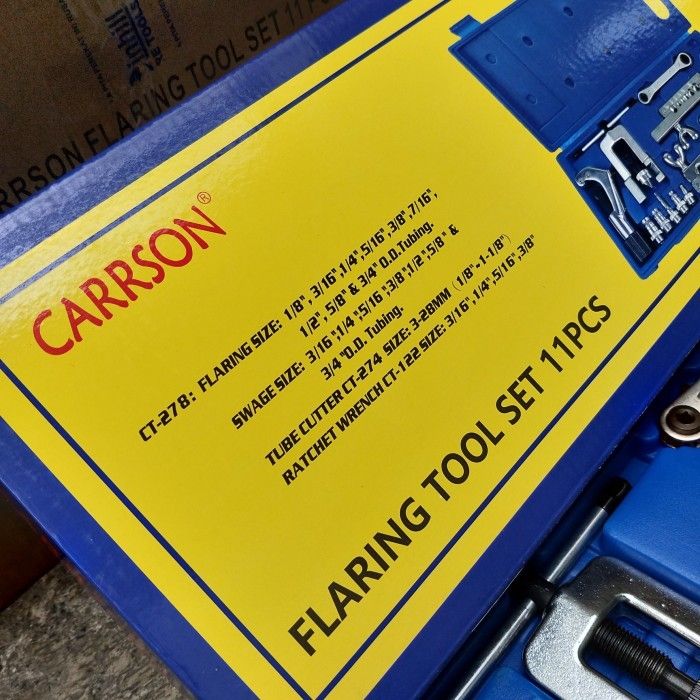 CARRSON®
CT-278: FLARING SIZE: 1/8", 3/16",1/4",5/16",3/8",7/16",
1/2", 5/8" & 3/4" O.D.Tubing.
SWAGE SIZE: 3/16 ",1/4 ",5/16 ",3/8",1/2",5/8" &
3/4 "O.D. Tubing.
TUBE CUTTER CT-274 SIZE: 3-28MM (1/8"- 1-1/8")
RATCHET WRENCH CT-122 SIZE: 3/16",1/4",5/16",3/8"
FLARING TOOL SET 11PCS
RRSON FLARING TOOL SET 11 PC